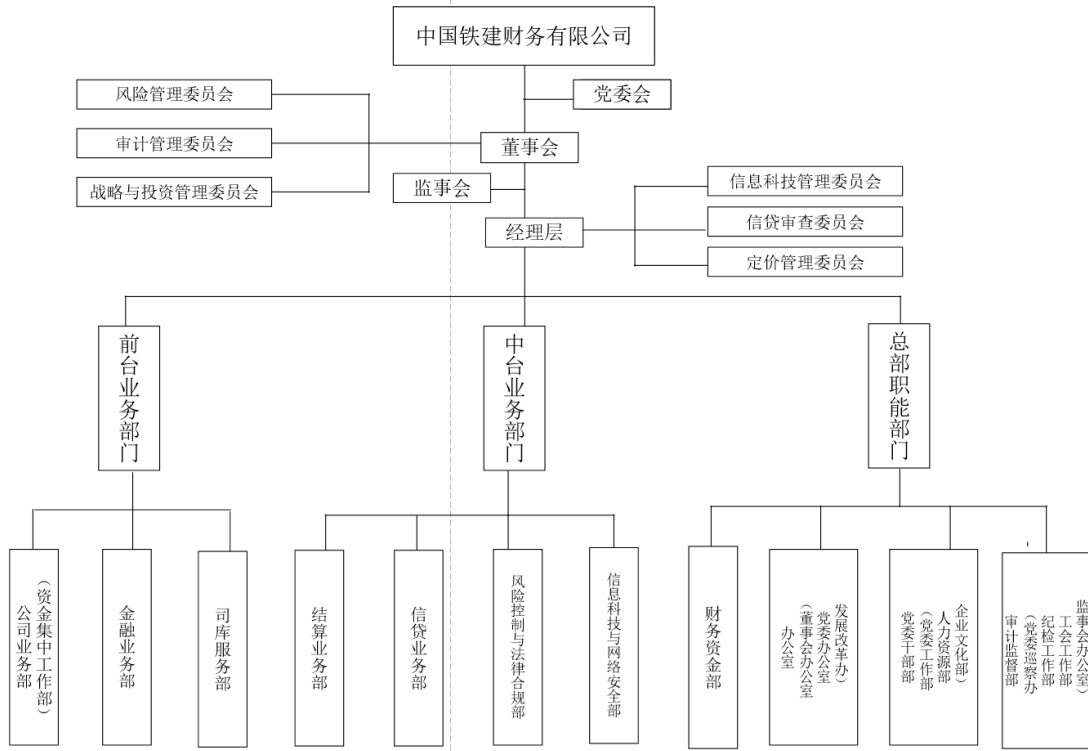 中国铁建财务有限公司
党委会
风险管理委员会
审计管理委员会
战略与投资管理委员会
董事会
监事会
经理层
信息科技管理委员会
信贷审查委员会
定价管理委员会
前台业务部门
中台业务部门
总部职能部门
公司业务部
（资金集中工作部）
金融业务部
司库服务部
结算业务部
信贷业务部
风险控制与法律合规部
信息科技与网络安全部
财务资金部
办公室
（董事会办公室
党委办公室
发展改革办）
党委干部部
（党委工作部
人力资源部
企业文化部）
审计监督部
（党委巡察办
纪检工作部
工会工作部
监事会办公室）